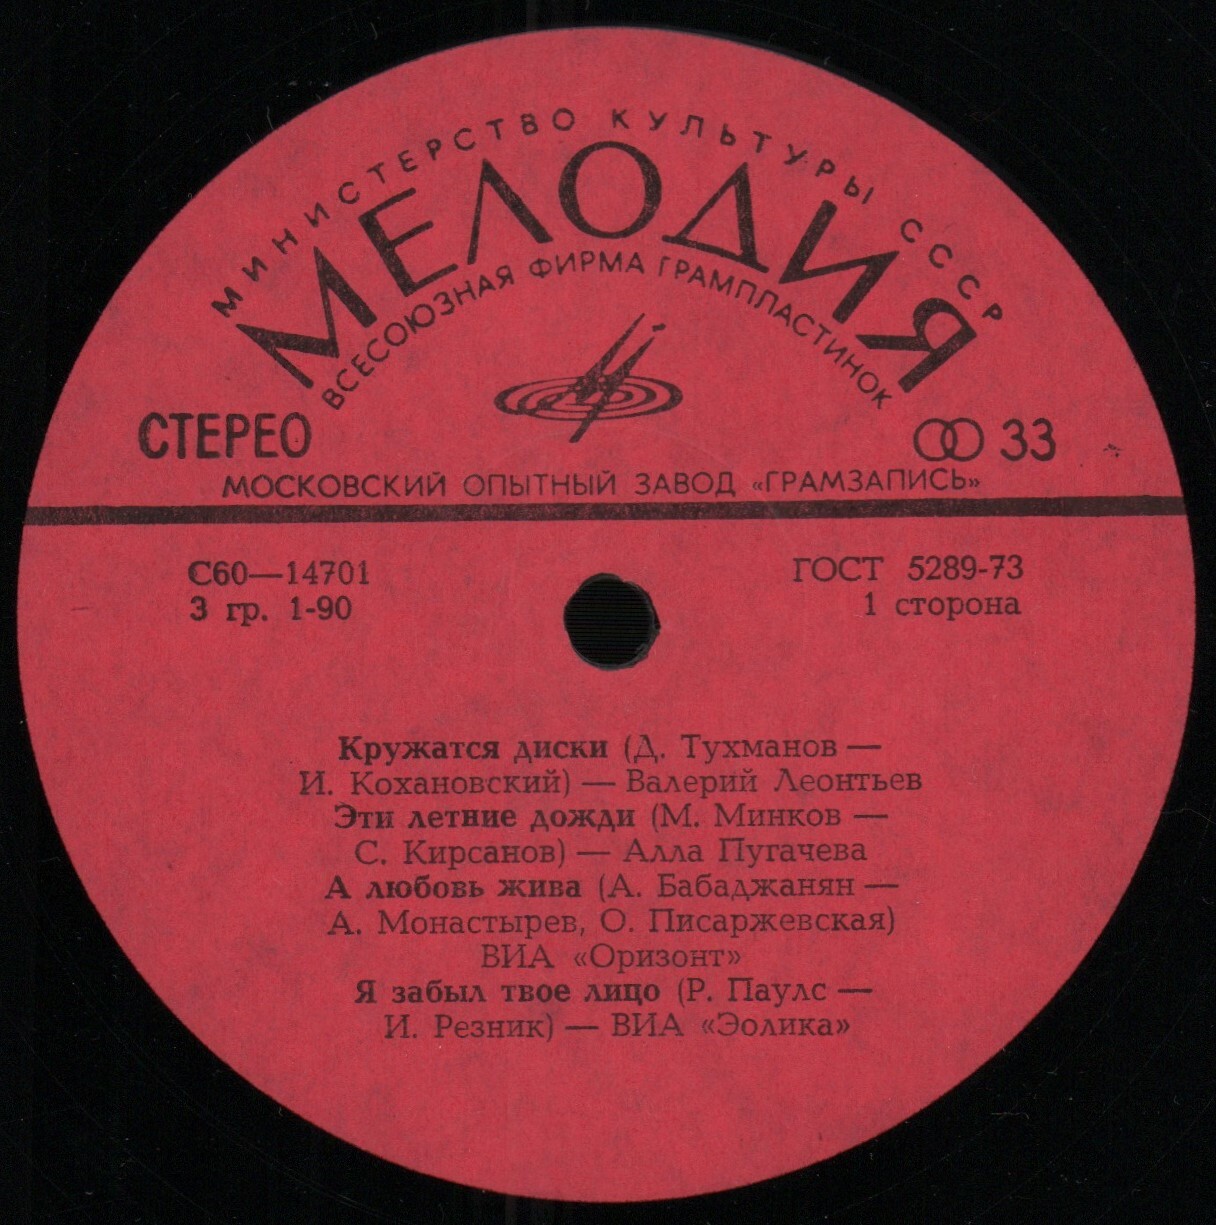 МИНИСТЕРСТВО КУЛЬТУРЫ СССР
МЕЛОДИЯ
ВСЕСОЮЗНАЯ ФИРМА ГРАМПЛАСТИНОК
СТЕРЕО 33
МОСКОВСКИЙ ОПЫТНЫЙ ЗАВОД «ГРАМЗАПИСЬ»
С60—14701 ГОСТ 5289-73
3 гр. 1-90 1 сторона
Кружатся диски (Д. Тухманов —
И. Кохановский) — Валерий Леонтьев
Эти летние дожди (М. Минков —
С. Кирсанов) — Алла Пугачева
А любовь жива (А. Бабаджанян —
А. Монастырев, О. Писаржевская)
ВИА «Оризонт»
Я забыл твое лицо (Р. Паулс —
И. Резник) — ВИА «Эолика»